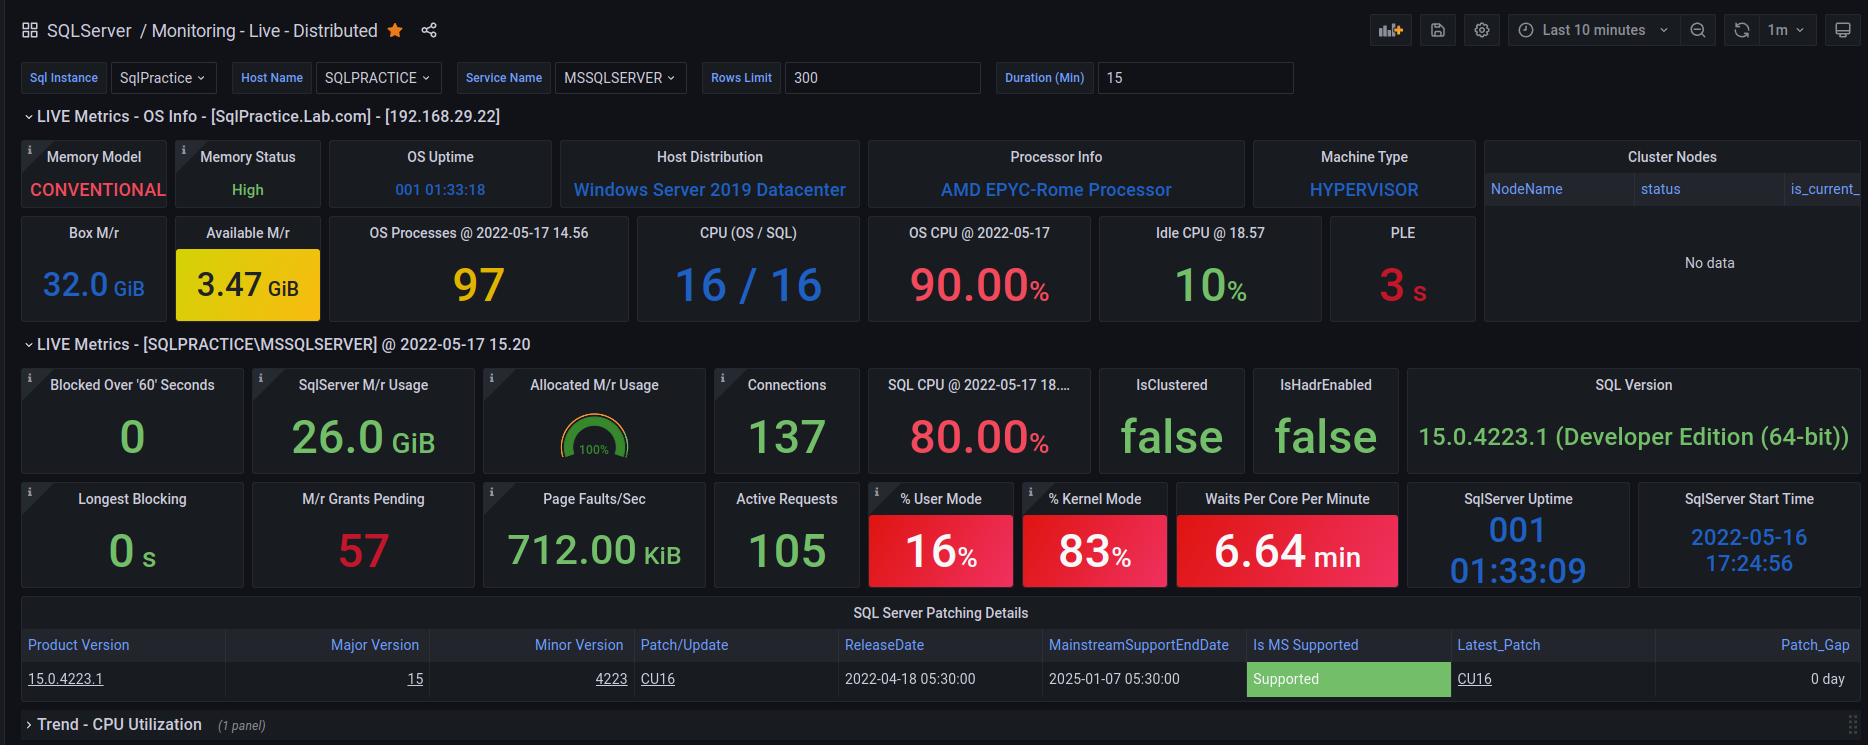 SQLServer / Monitoring - Live - Distributed
Last 10 minutes
1m
Sql Instance SqlPractice Host Name SQLPRACTICE Service Name MSSQLSERVER Rows Limit 300 Duration (Min) 15
LIVE Metrics - OS Info - [SqlPractice.Lab.com] - [192.168.29.22]
Memory Model
CONVENTIONAL
Memory Status
High
OS Uptime
001 01:33:18
Host Distribution
Windows Server 2019 Datacenter
Processor Info
AMD EPYC-Rome Processor
Machine Type
HYPERVISOR
Cluster Nodes
NodeName status is_current_
No data
Box M/r
32.0 GiB
Available M/r
3.47 GiB
OS Processes @ 2022-05-17 14.56
97
CPU (OS / SQL)
16 / 16
OS CPU @ 2022-05-17
90.00%
Idle CPU @ 18.57
10%
PLE
3 s
LIVE Metrics - [SQLPRACTICE\MSSQLSERVER] @ 2022-05-17 15.20
Blocked Over '60' Seconds
0
SqlServer M/r Usage
26.0 GiB
Allocated M/r Usage
100%
Connections
137
SQL CPU @ 2022-05-17 18....
80.00%
IsClustered
false
IsHadrEnabled
false
SQL Version
15.0.4223.1 (Developer Edition (64-bit))
Longest Blocking
0 s
M/r Grants Pending
57
Page Faults/Sec
712.00 KiB
Active Requests
105
% User Mode
16%
% Kernel Mode
83%
Waits Per Core Per Minute
6.64 min
SqlServer Uptime
001
01:33:09
SqlServer Start Time
2022-05-16
17:24:56
SQL Server Patching Details
Product Version Major Version Minor Version Patch/Update ReleaseDate MainstreamSupportEndDate Is MS Supported Latest_Patch Patch_Gap
15.0.4223.1 15 4223 CU16 2022-04-18 05:30:00 2025-01-07 05:30:00 Supported CU16 0 day
Trend - CPU Utilization (1 panel)